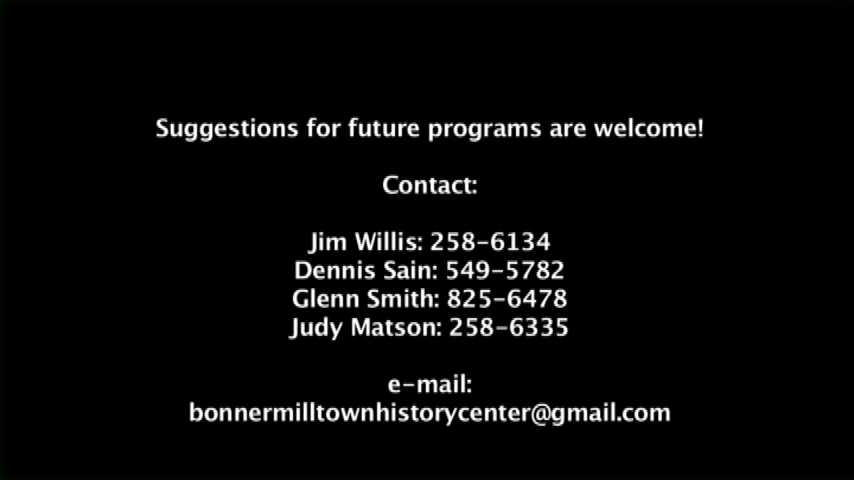 Suggestions for future programs are welcome!
Contact:
Jim Willis: 258-6134
Dennis Sain: 549-5782
Glenn Smith: 825-6478
Judy Matson: 258-6335
e-mail:
bonnermilltownhistorycenter@gmail.com